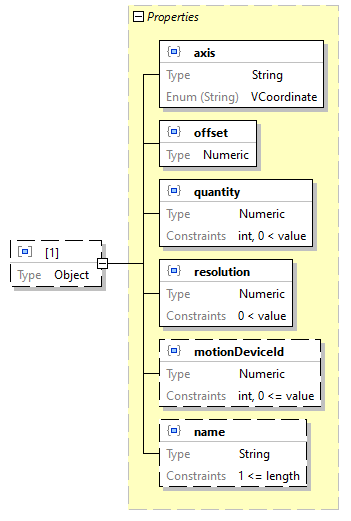 Properties
axis
Type String
Enum (String) VCoordinate
offset
Type Numeric
quantity
Type Numeric
Constraints int, 0 < value
[1]
Type Object
resolution
Type Numeric
Constraints 0 < value
motionDeviceId
Type Numeric
Constraints int, 0 <= value
name
Type String
Constraints 1 <= length